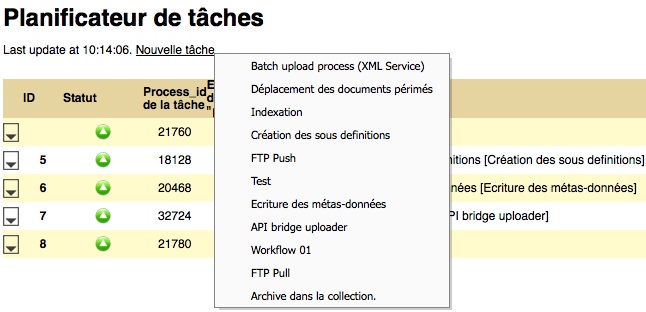 Planificateur de tâches
Last update at 10:14:06. Nouvelle tâche
ID Statut Process_id de la tâche
Batch upload process (XML Service)
Déplacement des documents périmés
Indexation
Création des sous definitions
FTP Push
Test
Ecriture des métas-données
API bridge uploader
Workflow 01
FTP Pull
Archive dans la collection.
21760
5 18128 nitions [Création des sous definitions]
6 20468 nnées [Ecriture des métas-données]
7 32724 PI bridge uploader]
8 21780